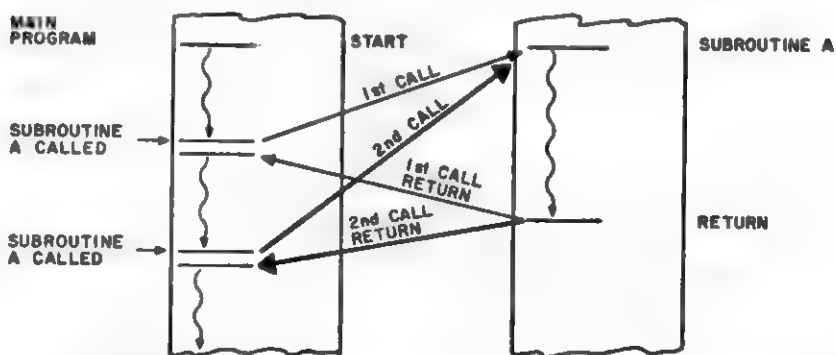 MAIN
PROGRAM
START
SUBROUTINE A
1st CALL
SUBROUTINE
A CALLED
2nd CALL
1st CALL
RETURN
2nd CALL
RETURN
RETURN
SUBROUTINE
A CALLED